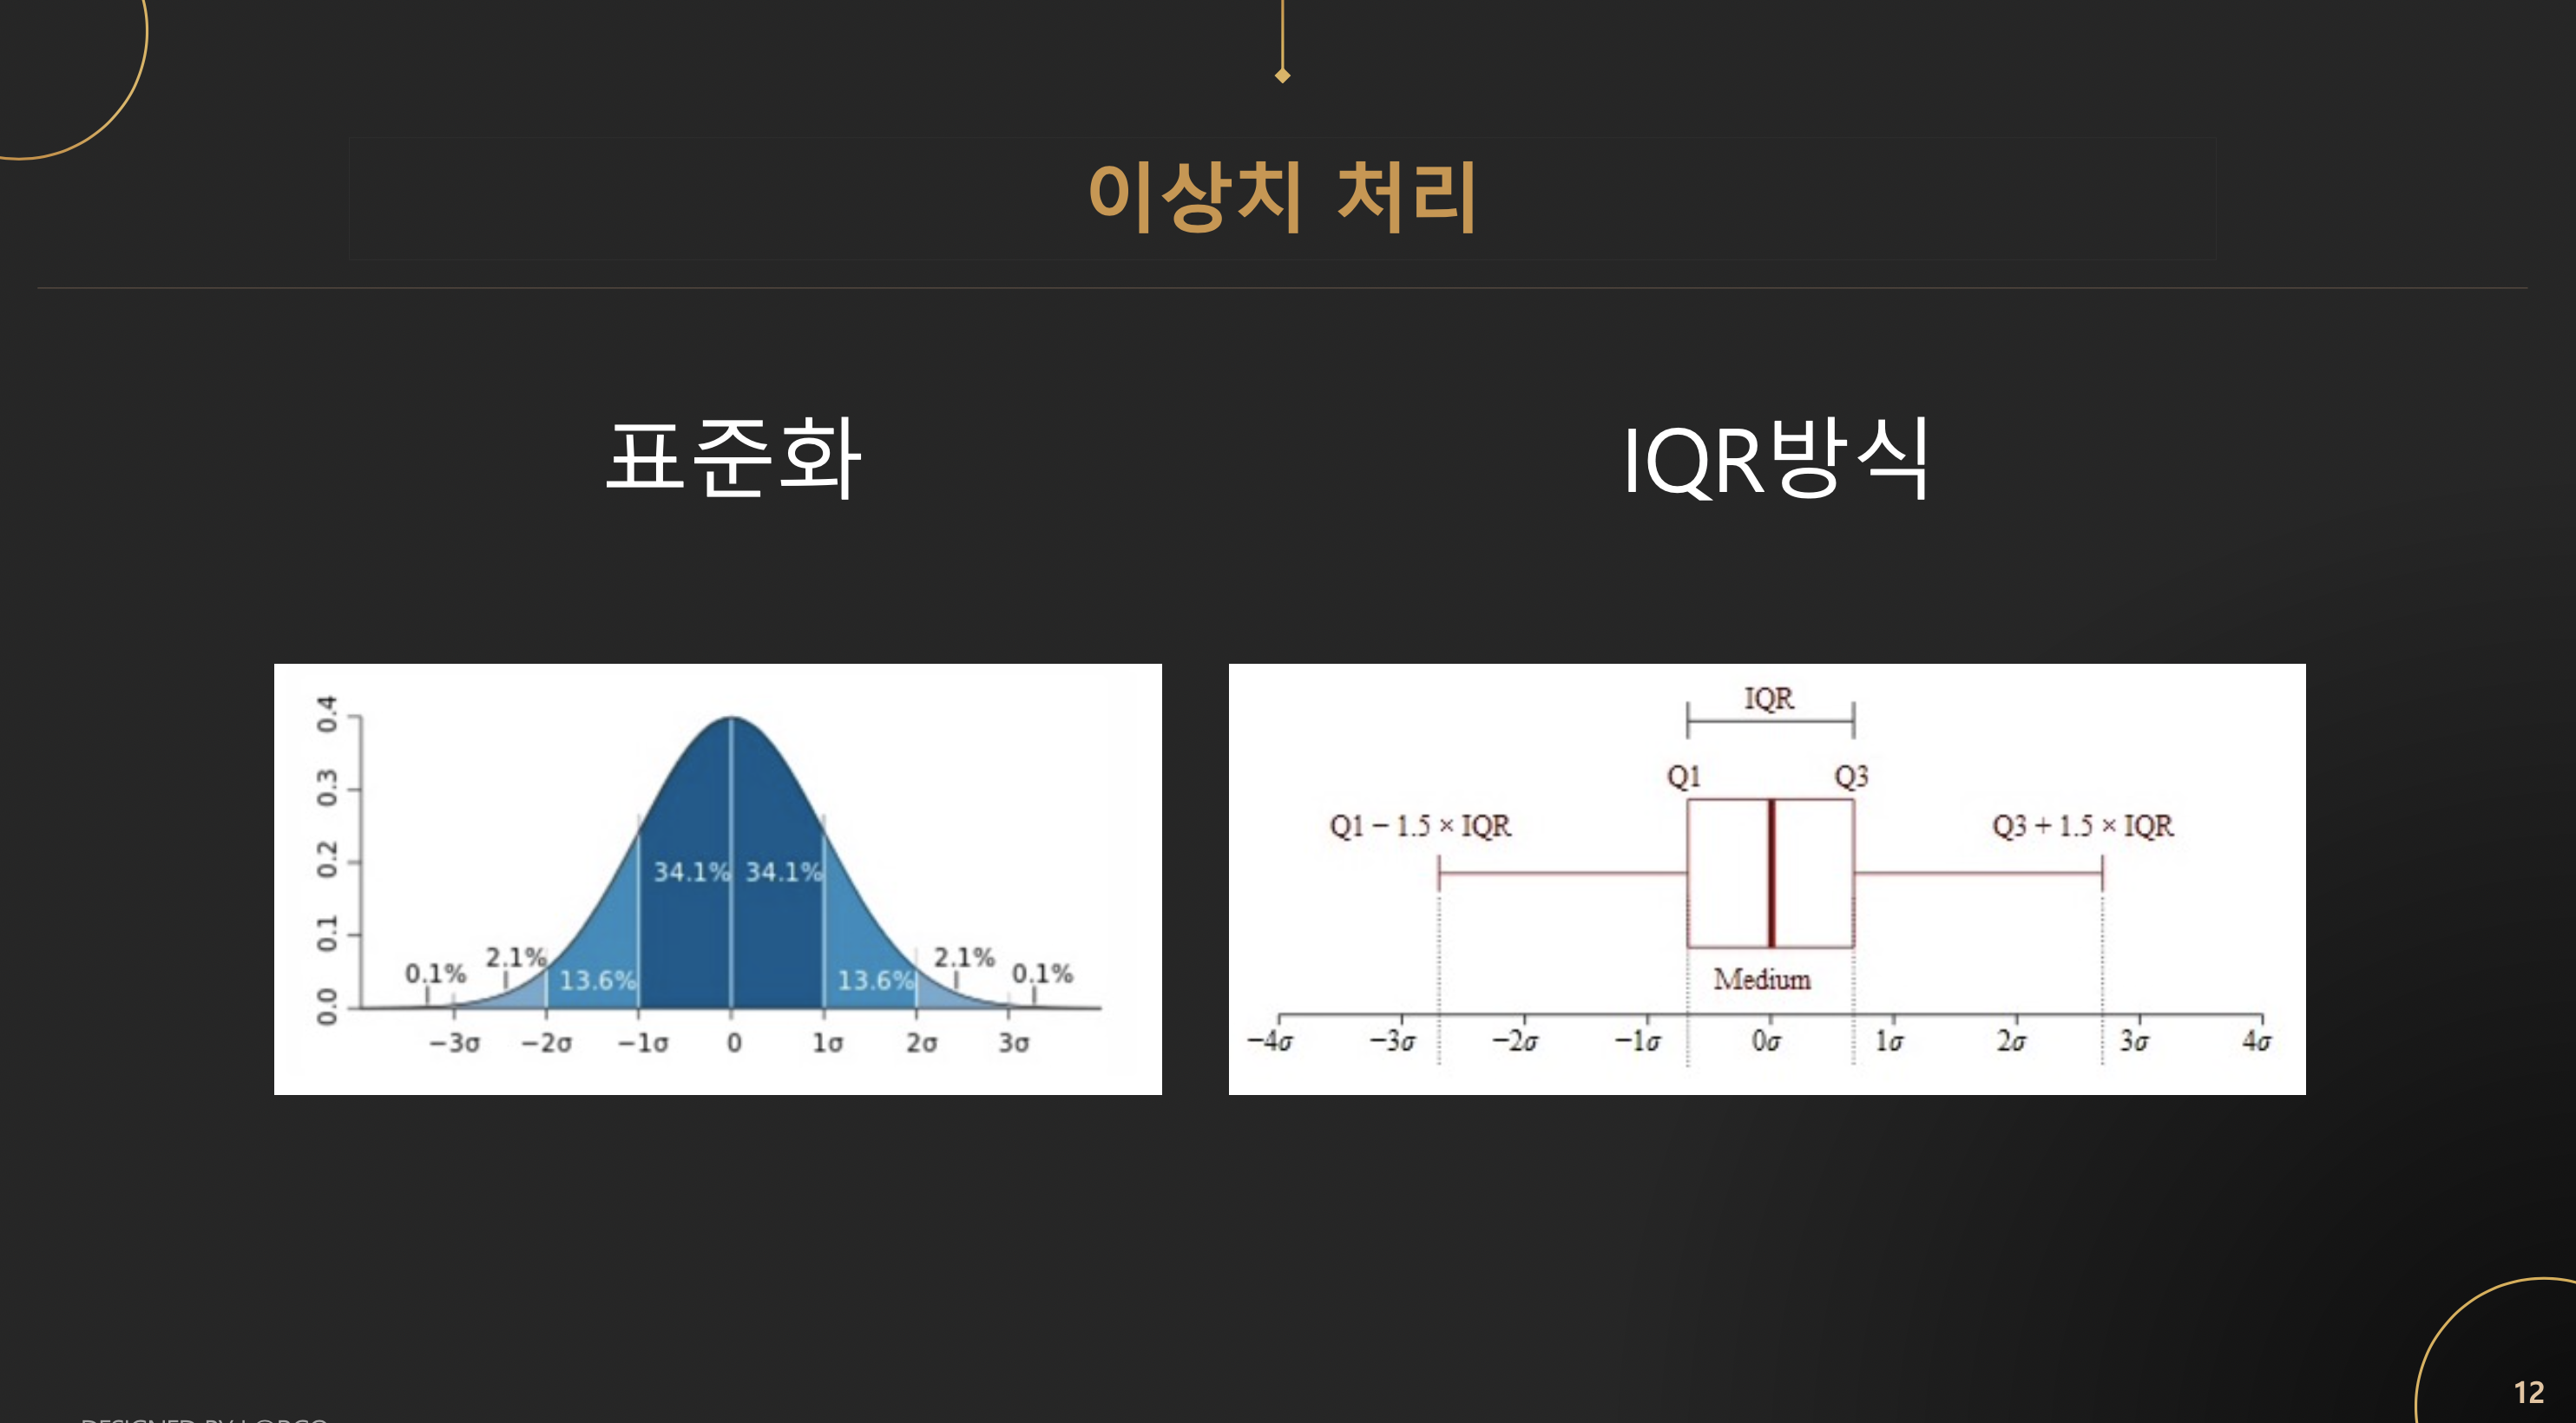 이상치 처리
표준화
IQR방식
0.4
0.3
0.2
0.1
0.0
34.1% 34.1%
0.1% 2.1% 13.6% 13.6% 2.1% 0.1%
−3σ −2σ −1σ 0 1σ 2σ 3σ
IQR
Q1 Q3
Q1 − 1.5 × IQR Q3 + 1.5 × IQR
Medium
−4σ −3σ −2σ −1σ 0σ 1σ 2σ 3σ 4σ
12
DESIGNED BY